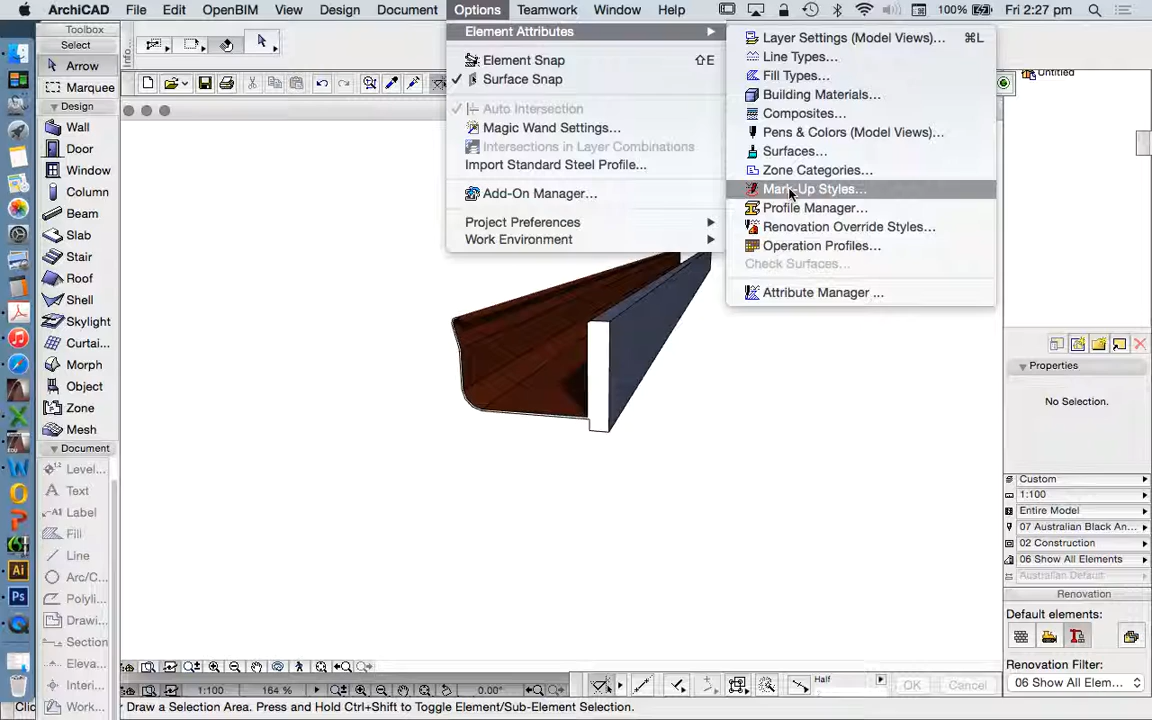 ArchiCAD File Edit OpenBIM View Design Document Options Teamwork Window Help 100% Fri 2:27 pm
Toolbox
Select
Arrow
Marquee
Design
Wall
Door
Window
Column
Beam
Slab
Stair
Roof
Shell
Skylight
Curtai...
Morph
Object
Zone
Mesh
Document
Level...
Text
Label
Fill
Line
Arc/C...
Polyli...
Drawi...
Section
Eleva...
Interi...
Work...
Element Attributes
Element Snap ⇧E
Surface Snap
Auto Intersection
Magic Wand Settings...
Intersections in Layer Combinations
Import Standard Steel Profile...
Add-On Manager...
Project Preferences
Work Environment
Layer Settings (Model Views)... ⌘L
Line Types...
Fill Types...
Building Materials...
Composites...
Pens & Colors (Model Views)...
Surfaces...
Zone Categories...
Mark-Up Styles...
Profile Manager...
Renovation Override Styles...
Operation Profiles...
Check Surfaces...
Attribute Manager ...
Untitled
Properties
No Selection.
Custom
1:100
Entire Model
07 Australian Black An...
02 Construction
06 Show All Elements
Australian Default
Renovation
Default elements:
Renovation Filter:
06 Show All Elem...
1:100 164 % 0.00° Half OK Cancel
Draw a Selection Area. Press and Hold Ctrl+Shift to Toggle Element/Sub-Element Selection.